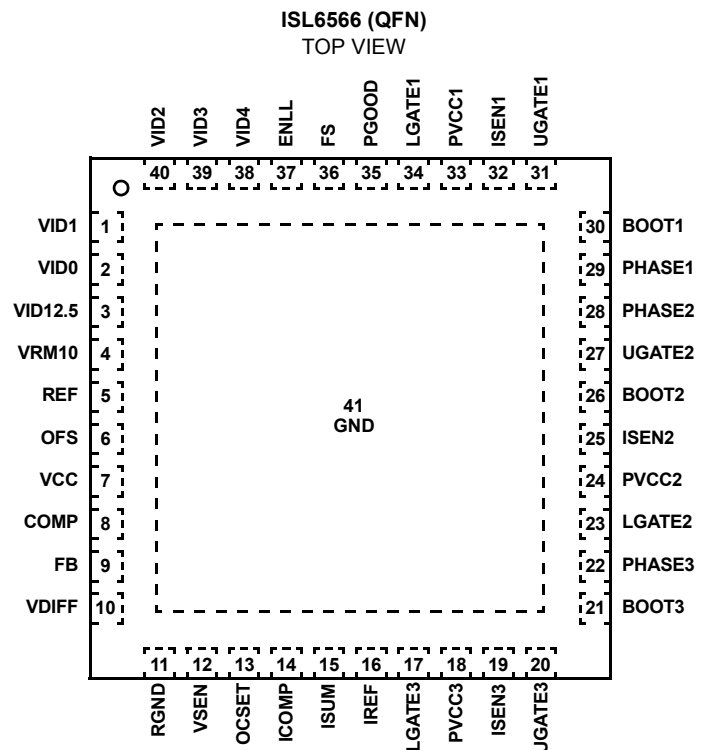 ISL6566 (QFN)
TOP VIEW
VID2
VID3
VID4
ENLL
FS
PGOOD
LGATE1
PVCC1
ISEN1
UGATE1
40 39 38 37 36 35 34 33 32 31
VID1 1
VID0 2
VID12.5 3
VRM10 4
REF 5
OFS 6
VCC 7
COMP 8
FB 9
VDIFF 10
41
GND
30 BOOT1
29 PHASE1
28 PHASE2
27 UGATE2
26 BOOT2
25 ISEN2
24 PVCC2
23 LGATE2
22 PHASE3
21 BOOT3
11 12 13 14 15 16 17 18 19 20
RGND
VSEN
OCSET
ICOMP
ISUM
IREF
LGATE3
PVCC3
ISEN3
UGATE3